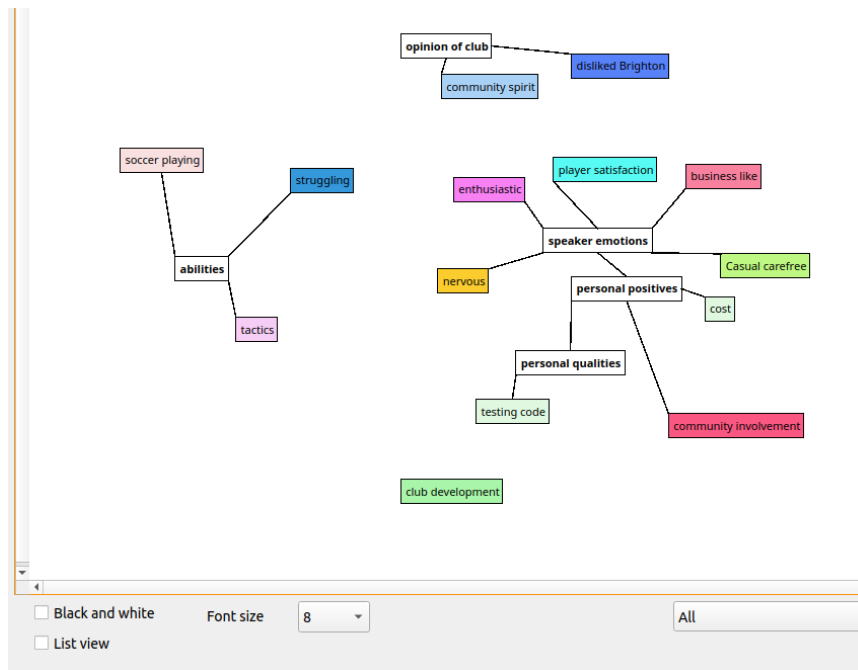 opinion of club
disliked Brighton
community spirit
soccer playing
struggling
enthusiastic
player satisfaction
business like
speaker emotions
abilities
Casual carefree
nervous
personal positives
cost
tactics
personal qualities
testing code
community involvement
club development
Black and white
Font size
8
All
List view